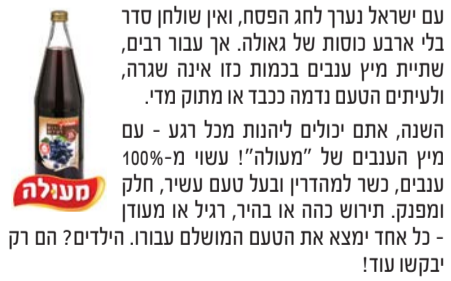 עם ישראל נערך לחג הפסח, ואין שולחן סדר
בלי ארבע כוסות של גאולה. אך עבור רבים,
שתיית מיץ ענבים בכמות כזו אינה שגרה,
ולעיתים הטעם נדמה ככבד או מתוק מדי.
השנה, אתם יכולים ליהנות מכל רגע - עם
מיץ הענבים של "מעולה"! עשוי מ-100%
ענבים, כשר למהדרין ובעל טעם עשיר, חלק
ומפנק. תירוש כהה או בהיר, רגיל או מעודן
- כל אחד ימצא את הטעם המושלם עבורו. הילדים? הם רק
יבקשו עוד!
מעולה